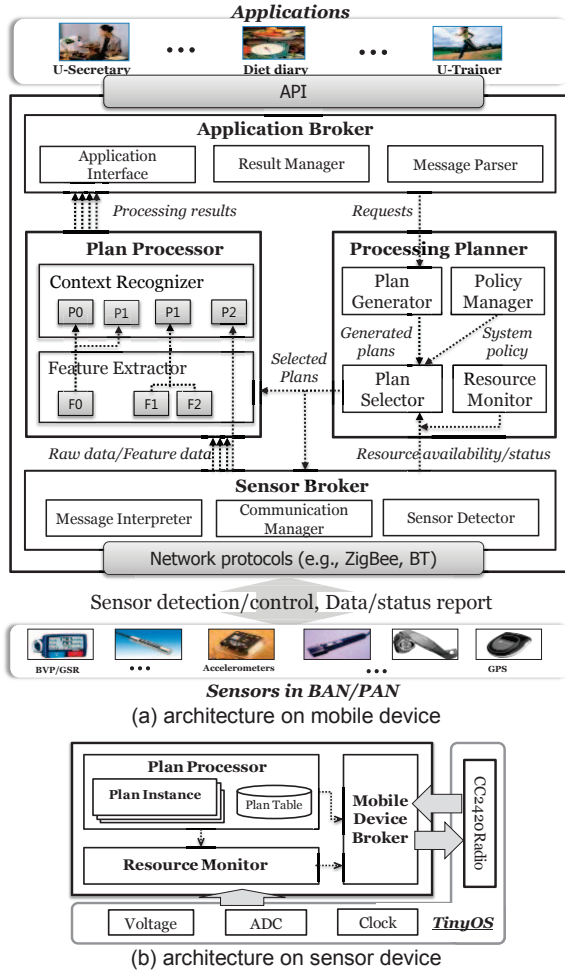 Applications
U-Secretary
Diet diary
U-Trainer
API
Application Broker
Application Interface
Result Manager
Message Parser
Processing results
Requests
Plan Processor
Context Recognizer
P0
P1
P1
P2
Feature Extractor
F0
F1
F2
Selected Plans
Processing Planner
Plan Generator
Policy Manager
Generated plans
System policy
Plan Selector
Resource Monitor
Raw data/Feature data
Resource availability/status
Sensor Broker
Message Interpreter
Communication Manager
Sensor Detector
Network protocols (e.g., ZigBee, BT)
Sensor detection/control, Data/status report
BVP/GSR
Accelerometers
GPS
Sensors in BAN/PAN
(a) architecture on mobile device
Plan Processor
Plan Instance
Plan Table
Mobile Device Broker
CC2420Radio
Resource Monitor
Voltage
ADC
Clock
TinyOS
(b) architecture on sensor device